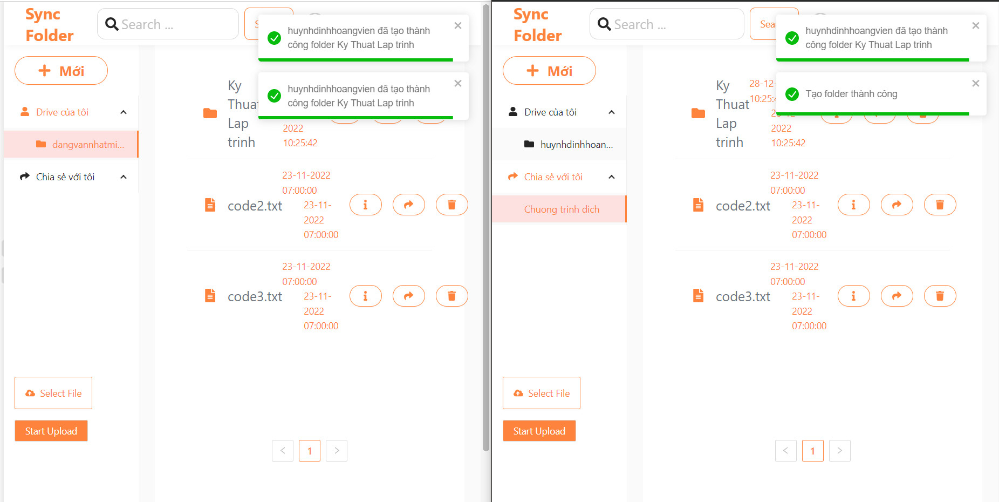 Sync
Folder
Search ...
huynhdinhhoangvien đã tạo thành
công folder Ky Thuat Lap trinh
huynhdinhhoangvien đã tạo thành
công folder Ky Thuat Lap trinh
Mới
Drive của tôi
dangvannhatmi...
Chia sẻ với tôi
Ky
Thuat
Lap
trinh
2022
10:25:42
23-11-2022
07:00:00
code2.txt
23-11-
2022
07:00:00
23-11-2022
07:00:00
code3.txt
23-11-
2022
07:00:00
Select File
Start Upload
1
Sync
Folder
Search ...
Sear
huynhdinhhoangvien đã tạo thành
công folder Ky Thuat Lap trinh
Tạo folder thành công
Mới
Drive của tôi
huynhdinhhoan...
Chia sẻ với tôi
Chuong trinh dich
Ky
Thuat
Lap
trinh
28-12-
10:25:4
2022
10:25:42
23-11-2022
07:00:00
code2.txt
23-11-
2022
07:00:00
23-11-2022
07:00:00
code3.txt
23-11-
2022
07:00:00
Select File
Start Upload
1